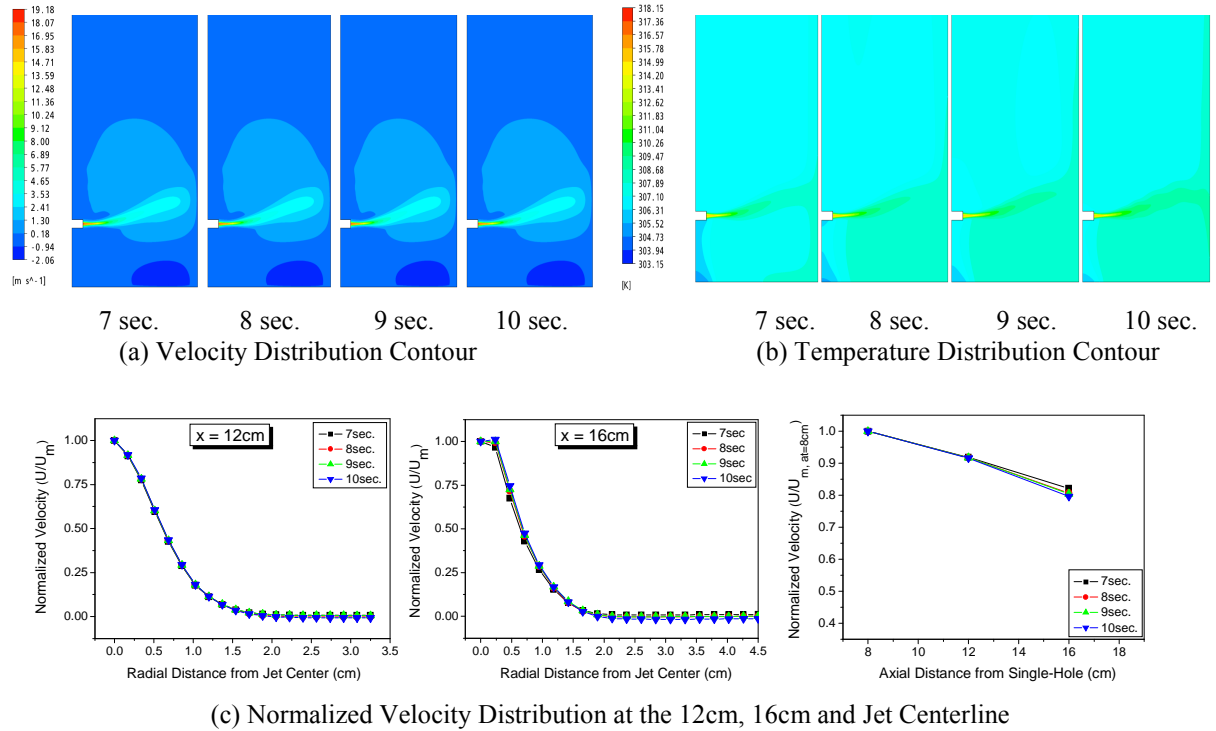 19.18
18.07
16.95
15.83
14.71
13.59
12.48
11.36
10.24
9.12
8.00
6.89
5.77
4.65
3.53
2.41
1.30
0.18
-0.94
-2.06
[m s^-1]
7 sec.
8 sec.
9 sec.
10 sec.
(a) Velocity Distribution Contour
318.15
317.36
316.57
315.78
314.99
314.20
313.41
312.62
311.83
311.04
310.25
309.47
308.68
307.89
307.10
306.31
305.52
304.73
303.94
303.15
[K]
7 sec.
8 sec.
9 sec.
10 sec.
(b) Temperature Distribution Contour
x = 12cm
7sec.
8sec.
9sec.
10sec.
1.00
0.75
0.50
0.25
0.00
Normalized Velocity (U/Um)
0.0 0.5 1.0 1.5 2.0 2.5 3.0 3.5
Radial Distance from Jet Center (cm)
x = 16cm
7sec
8sec
9sec
10sec
1.00
0.75
0.50
0.25
0.00
Normalized Velocity (U/Um)
0.0 0.5 1.0 1.5 2.0 2.5 3.0 3.5 4.0 4.5
Radial Distance from Jet Center (cm)
1.0
0.9
0.8
0.7
0.6
0.5
0.4
Normalized Velocity (U/Um, at=8cm)
7sec.
8sec.
9sec.
10sec.
8 10 12 14 16 18
Axial Distance from Single-Hole (cm)
(c) Normalized Velocity Distribution at the 12cm, 16cm and Jet Centerline